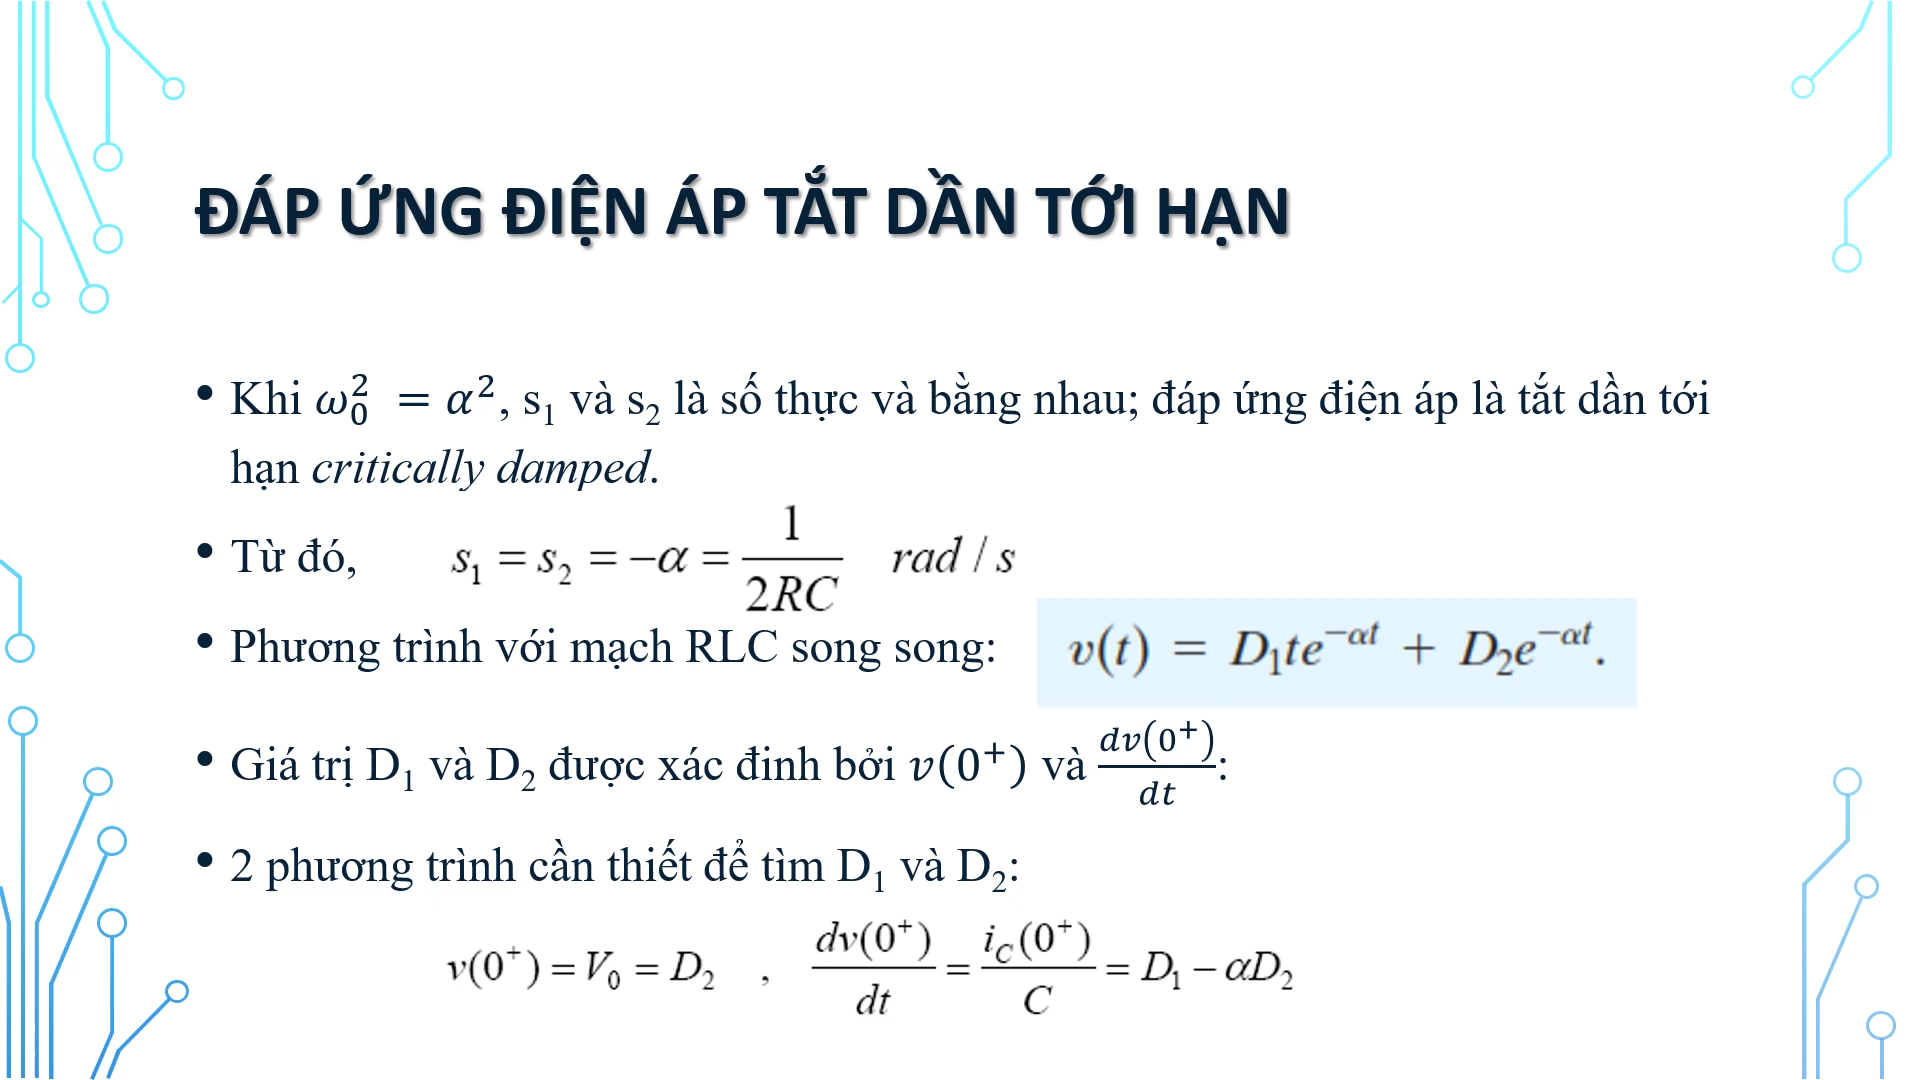 ĐÁP ỨNG ĐIỆN ÁP TẮT DẦN TỚI HẠN
• Khi 𝜔₀² = 𝛼², s₁ và s₂ là số thực và bằng nhau; đáp ứng điện áp là tắt dần tới
hạn critically damped.
• Từ đó, s₁ = s₂ = −α = 1/2RC rad / s
• Phương trình với mạch RLC song song: v(t) = D₁te^{−αt} + D₂e^{−αt}.
• Giá trị D₁ và D₂ được xác đinh bởi 𝑣(0⁺) và 𝑑𝑣(0⁺)/𝑑𝑡:
• 2 phương trình cần thiết để tìm D₁ và D₂:
v(0⁺) = V₀ = D₂ , dv(0⁺)/dt = i_C(0⁺)/C = D₁ − αD₂